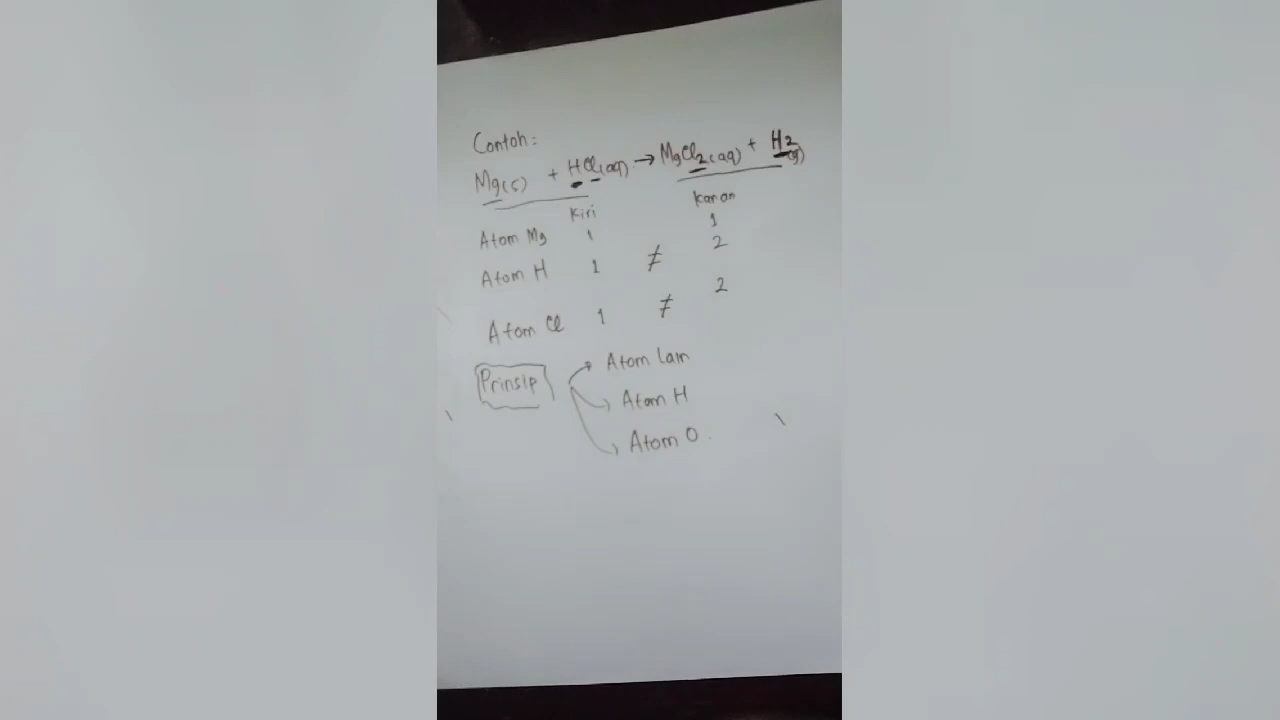 Contoh:
Mg(s) + HCl(aq) → MgCl2(aq) + H2(g)
Kiri Kanan
Atom Mg 1 1
Atom H 1 ≠ 2
Atom Cl 1 ≠ 2
Prinsip
Atom Lain
Atom H
Atom O